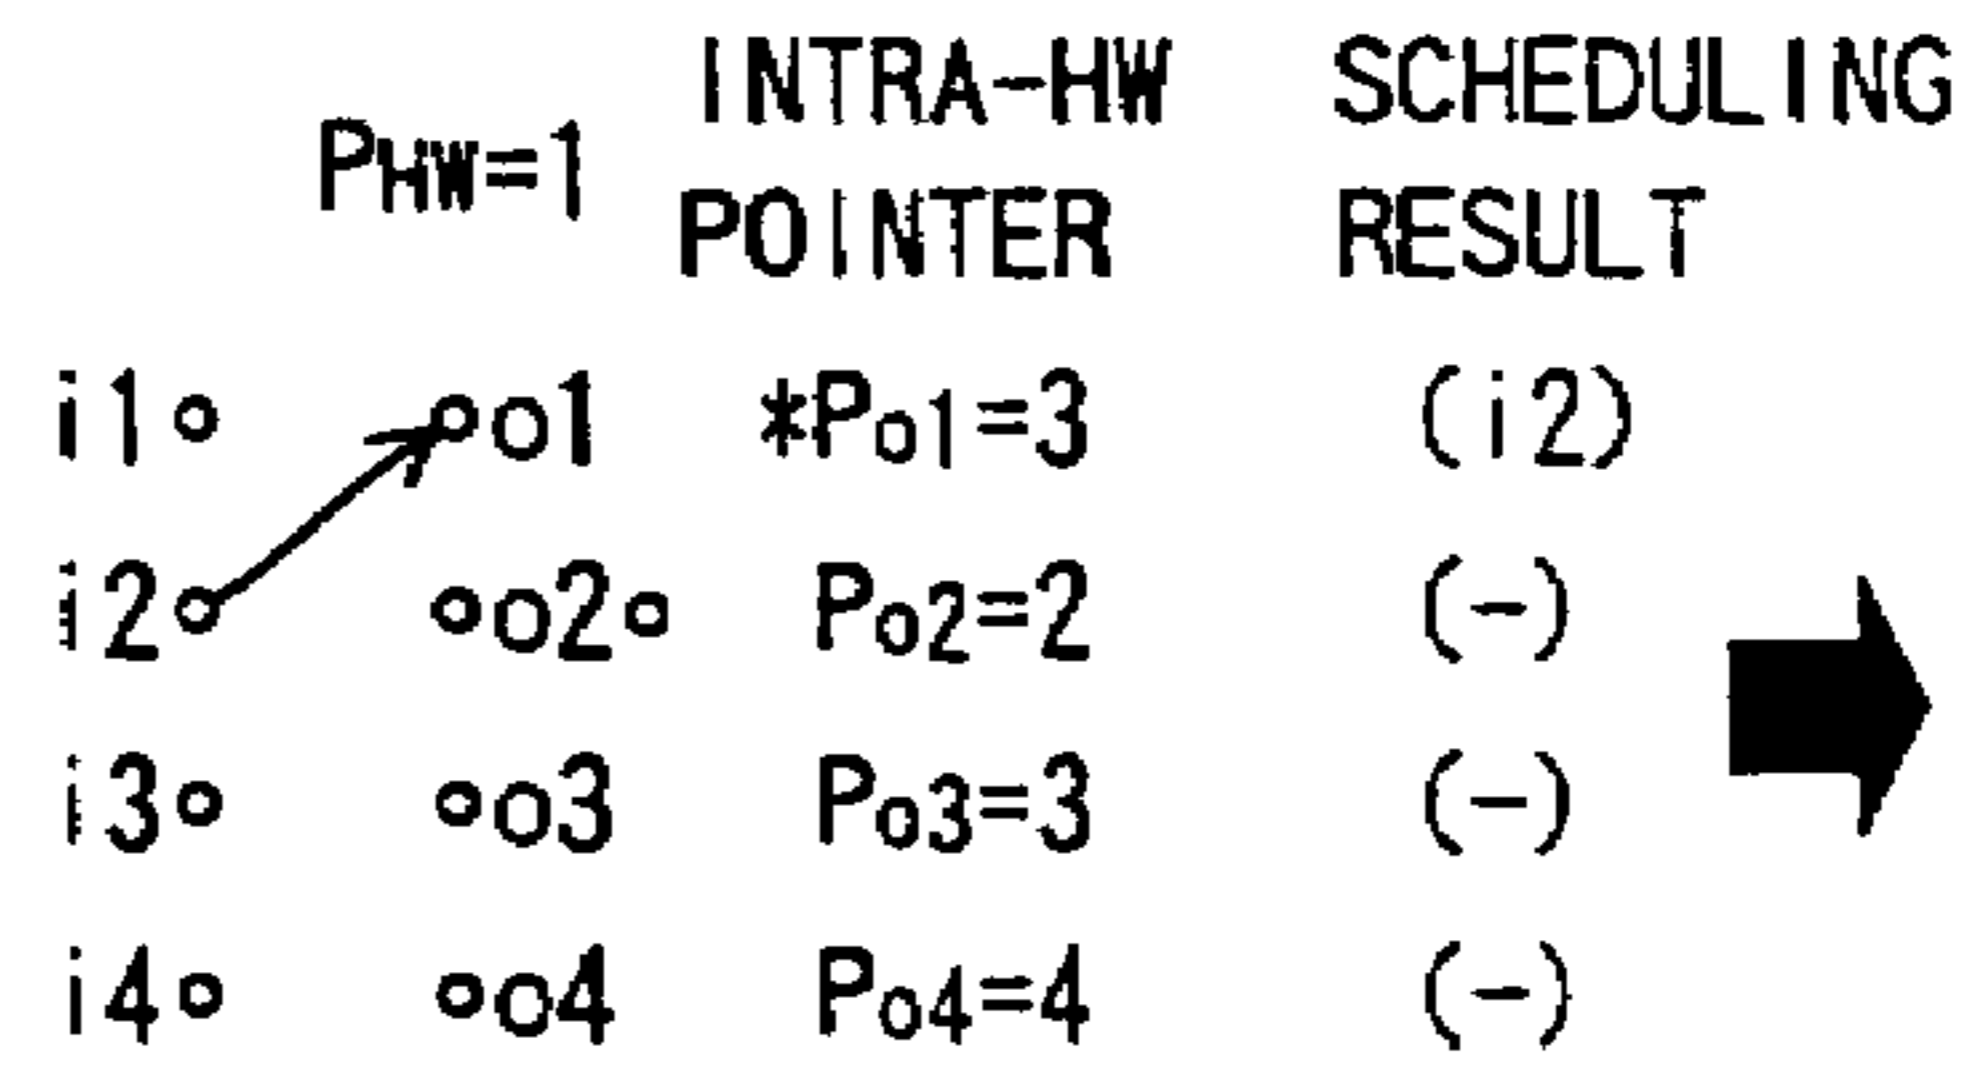 PHW=1 INTRA-HW POINTER SCHEDULING RESULT
i1 o1 *Po1=3 (i2)
i2 o2 Po2=2 (-)
i3 o3 Po3=3 (-)
i4 o4 Po4=4 (-)